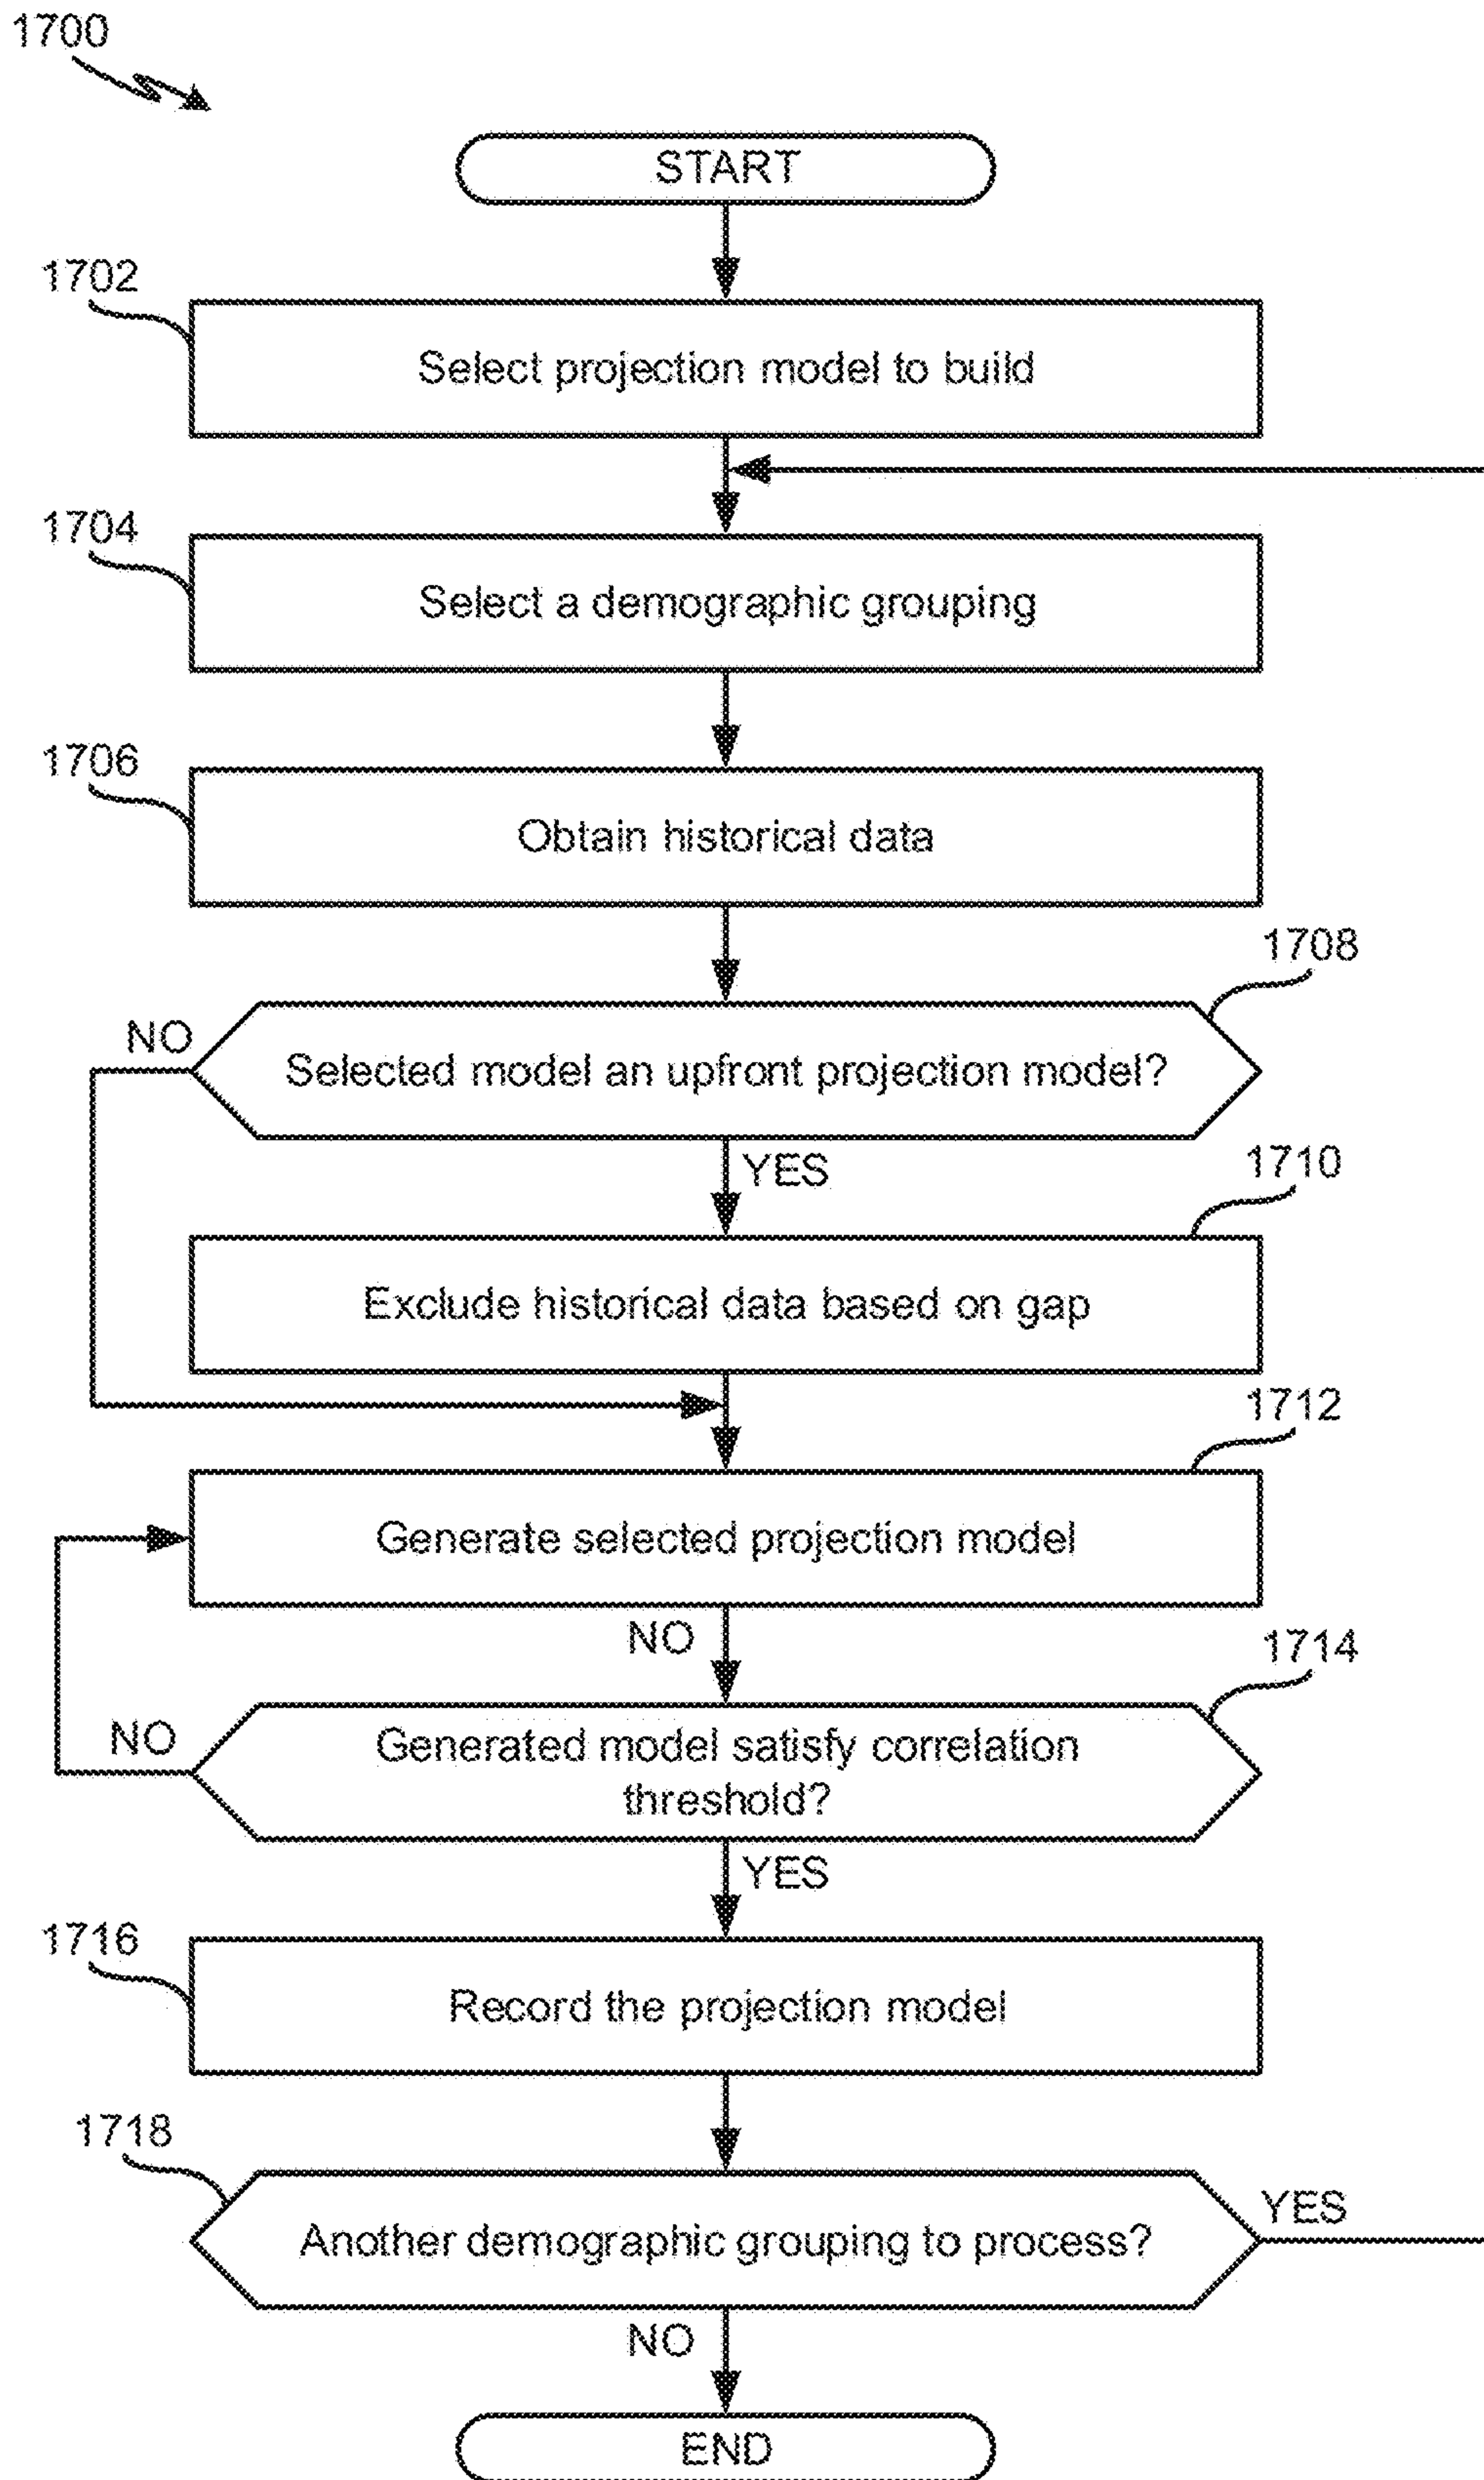 1700
START
1702
Select projection model to build
1704
Select a demographic grouping
1706
Obtain historical data
1708
NO
Selected model an upfront projection model?
YES
1710
Exclude historical data based on gap
1712
Generate selected projection model
NO
1714
NO
Generated model satisfy correlation
threshold?
YES
1716
Record the projection model
1718
YES
Another demographic grouping to process?
NO
END